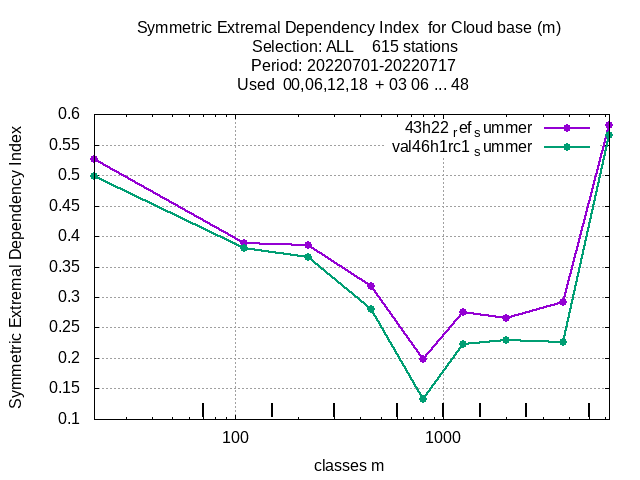 Symmetric Extremal Dependency Index  for Cloud base (m)
Selection: ALL    615 stations
Period: 20220701-20220717
Used  00,06,12,18  + 03 06 ... 48
43h22 ref summer
val46h1rc1 summer
Symmetric Extremal Dependency Index
0.6
0.55
0.5
0.45
0.4
0.35
0.3
0.25
0.2
0.15
0.1
100 1000
classes m